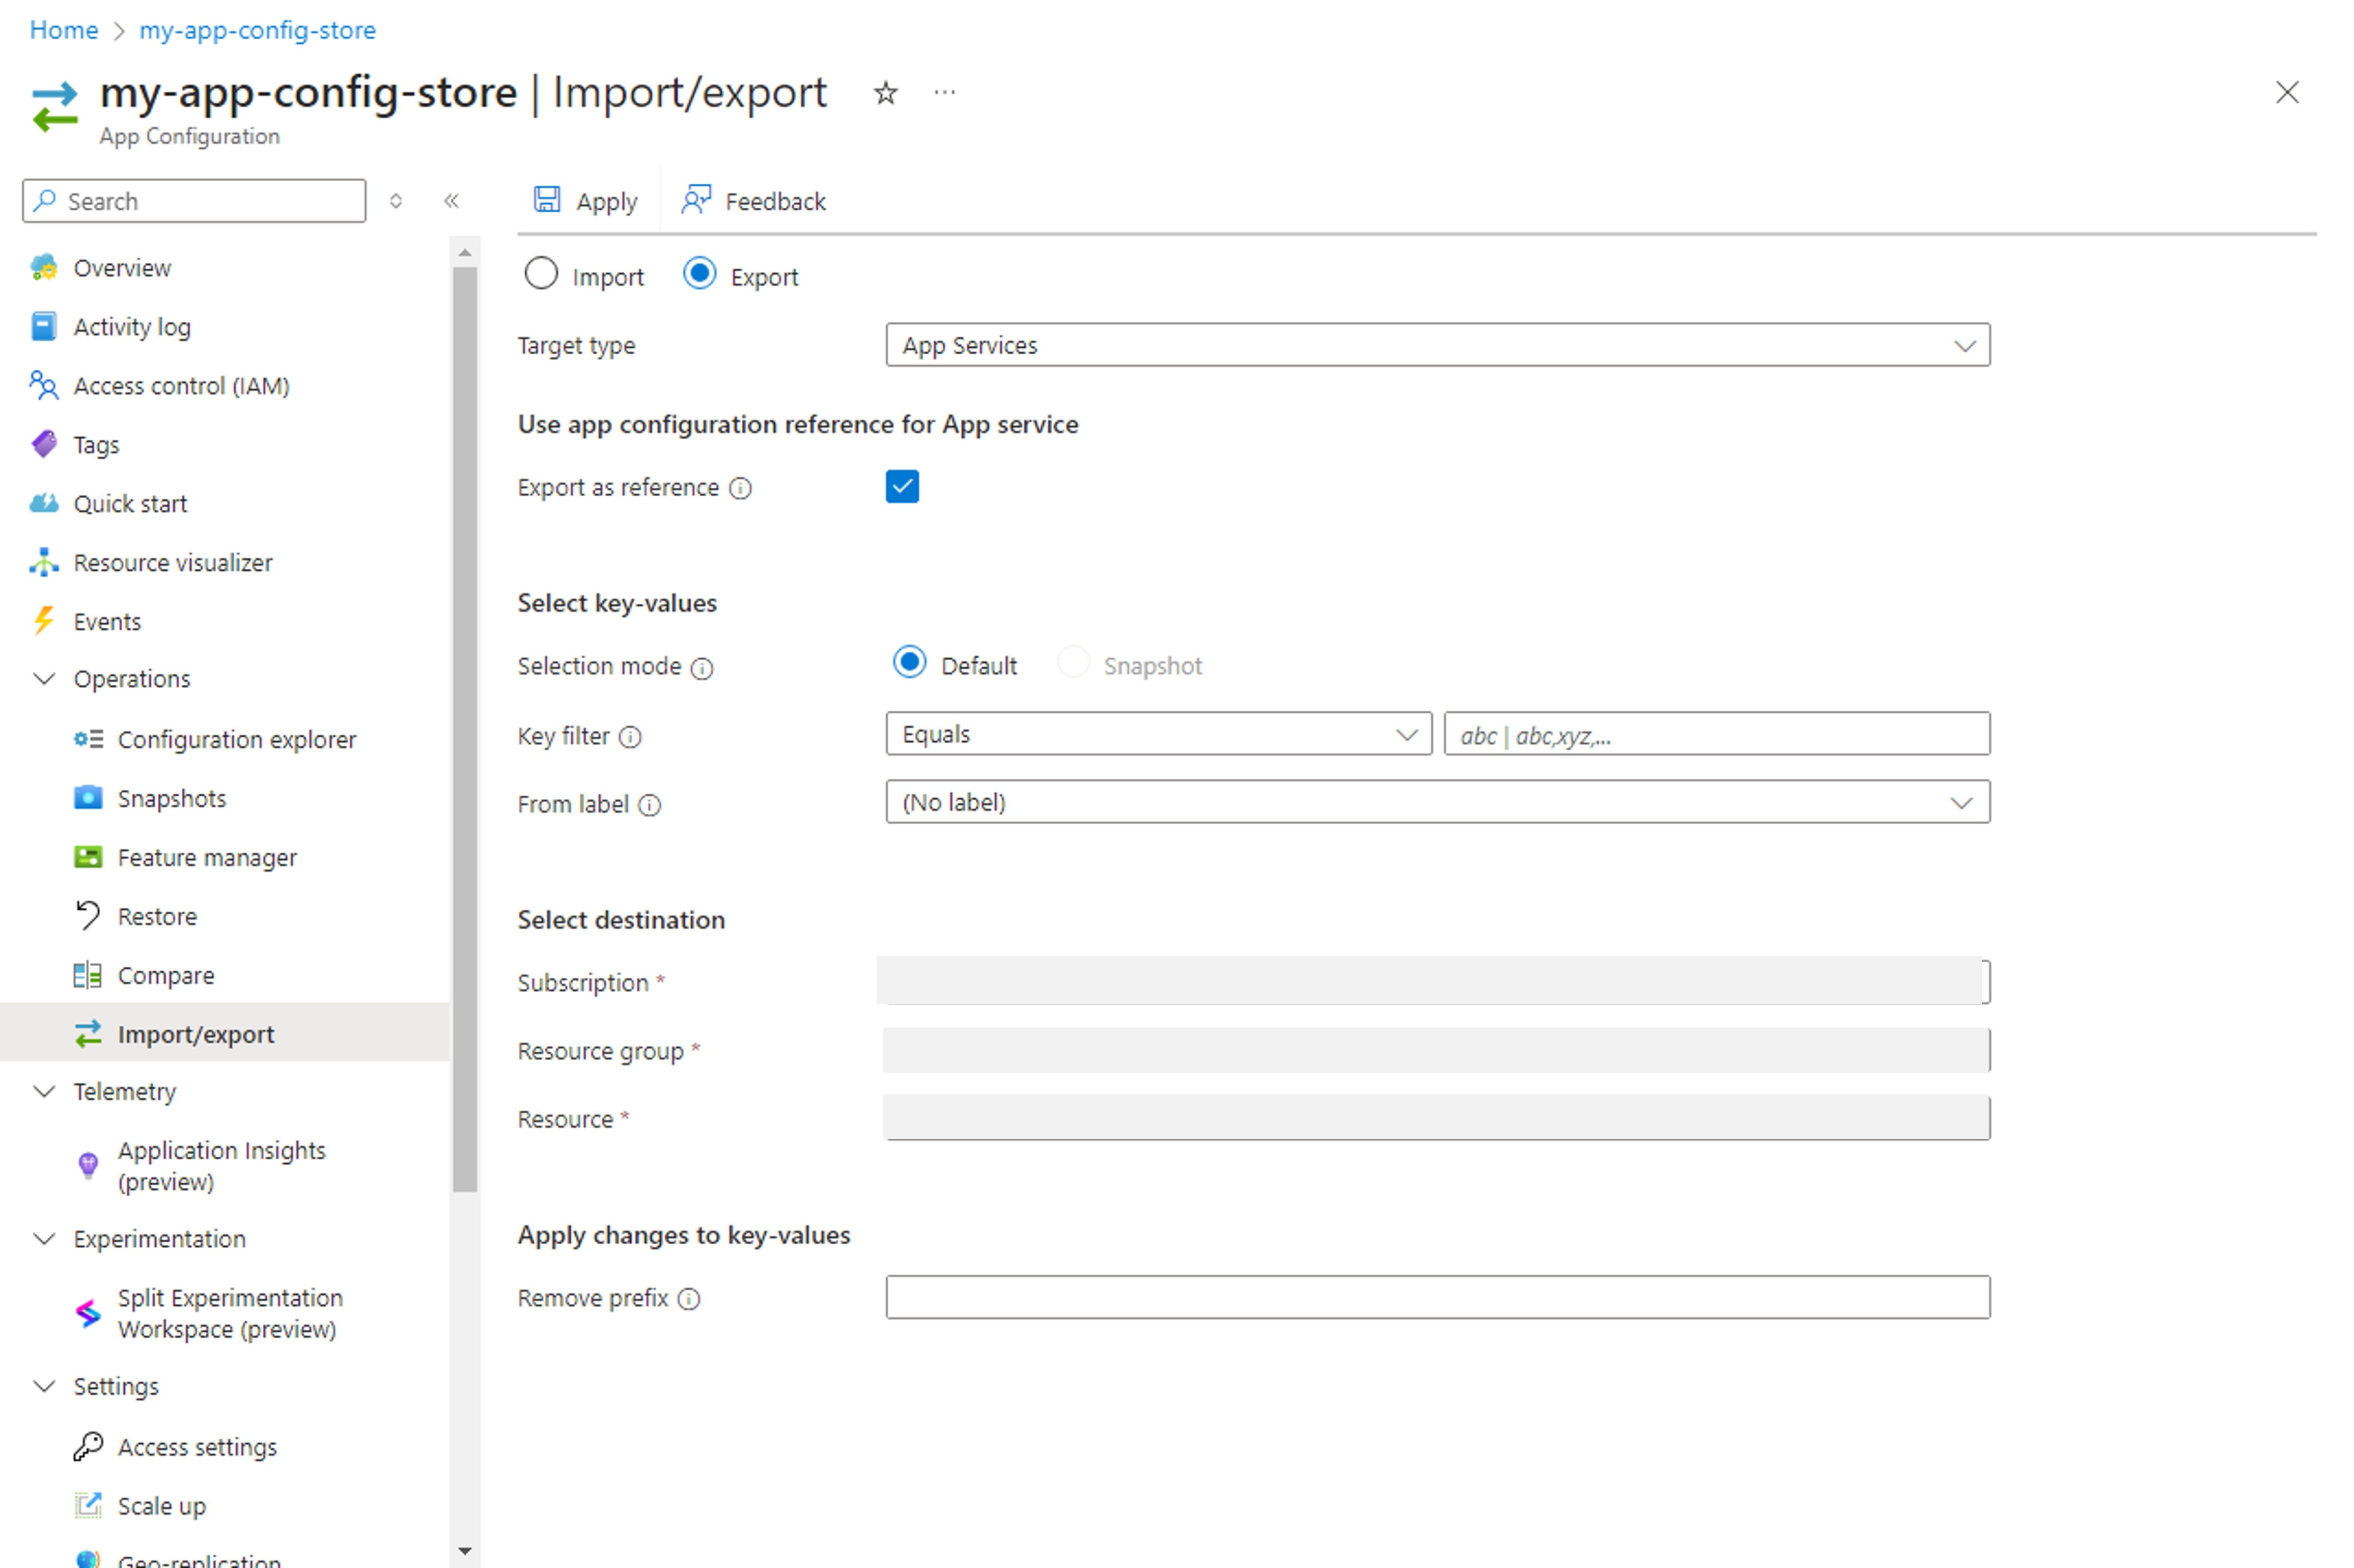 Home > my-app-config-store
my-app-config-store | Import/export
App Configuration
Search
Apply
Feedback
Overview
Activity log
Access control (IAM)
Tags
Quick start
Resource visualizer
Events
Operations
Configuration explorer
Snapshots
Feature manager
Restore
Compare
Import/export
Telemetry
Application Insights
(preview)
Experimentation
Split Experimentation
Workspace (preview)
Settings
Access settings
Scale up
Geo-replication
Import
Export
Target type
App Services
Use app configuration reference for App service
Export as reference
Select key-values
Selection mode
Default
Snapshot
Key filter
Equals
abc | abc,xyz,...
From label
(No label)
Select destination
Subscription *
Resource group *
Resource *
Apply changes to key-values
Remove prefix